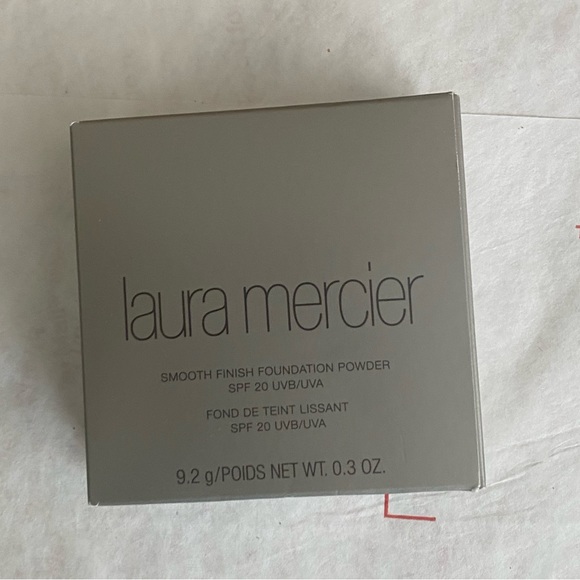 laura mercier
SMOOTH FINISH FOUNDATION POWDER
SPF 20 UVB/UVA
FOND DE TEINT LISSANT
SPF 20 UVB/UVA
9.2 g/POIDS NET WT. 0.3 OZ.